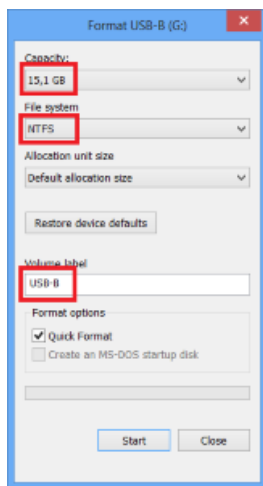 Format USB-B (G:)
Capacity:
15,1 GB
File system
NTFS
Allocation unit size
Default allocation size
Restore device defaults
Volume label
USB-B
Format options
Quick Format
Create an MS-DOS startup disk
Start Close